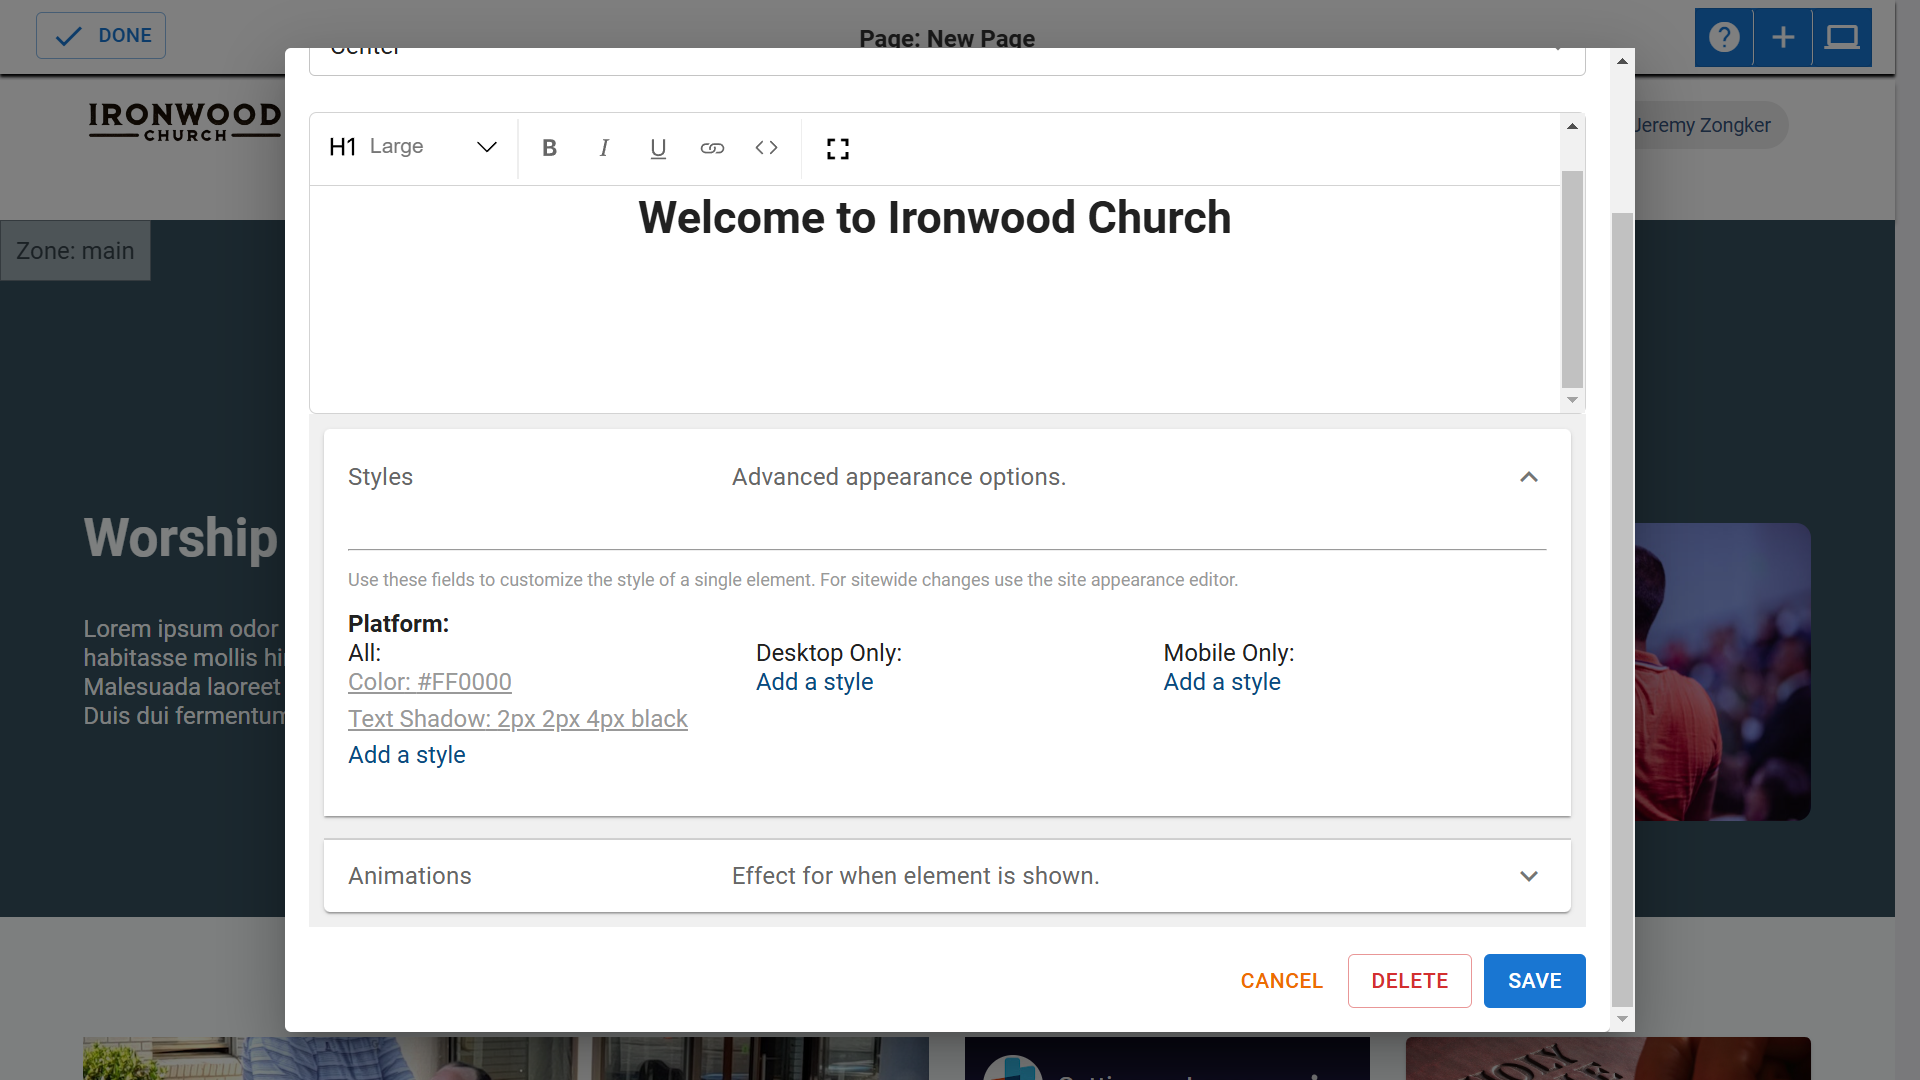 DONE
Page: New Page
Center
IRONWOOD
CHURCH
Jeremy Zongker
H1 Large
B I U
Welcome to Ironwood Church
Zone: main
Styles
Advanced appearance options.
Use these fields to customize the style of a single element. For sitewide changes use the site appearance editor.
Platform:
All:
Desktop Only:
Mobile Only:
Color: #FF0000
Add a style
Add a style
Text Shadow: 2px 2px 4px black
Add a style
Worship
Lorem ipsum odor
habitasse mollis
Malesuada laoreet
Duis dui fermentum
Animations
Effect for when element is shown.
CANCEL
DELETE
SAVE
HOLY